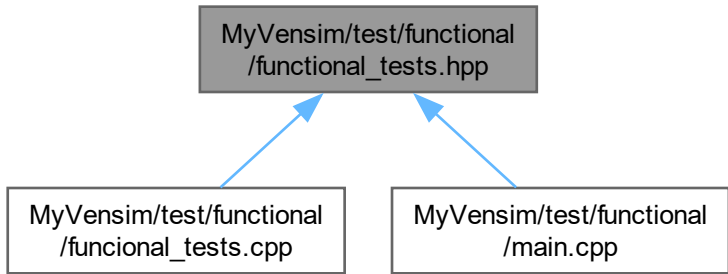 MyVensim/test/functional
/functional_tests.hpp
MyVensim/test/functional
/funcional_tests.cpp
MyVensim/test/functional
/main.cpp